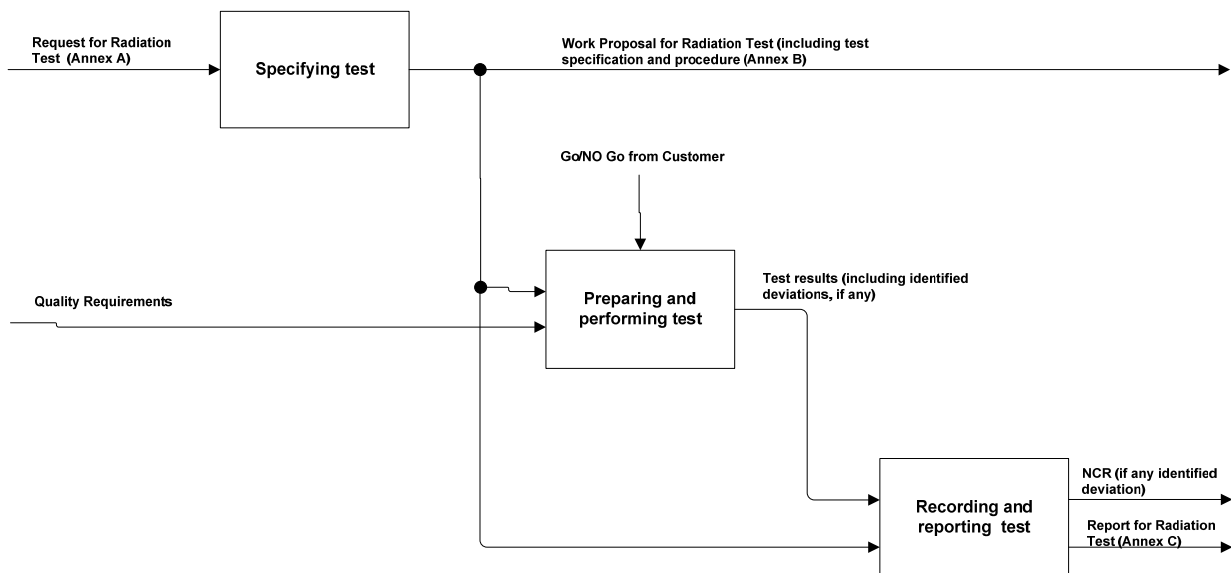 Request for Radiation
Test (Annex A)
Specifying test
Work Proposal for Radiation Test (including test
specification and procedure (Annex B)
Go/NO Go from Customer
Quality Requirements
Preparing and
performing test
Test results (including identified
deviations, if any)
Recording and
reporting test
NCR (if any identified
deviation)
Report for Radiation
Test (Annex C)